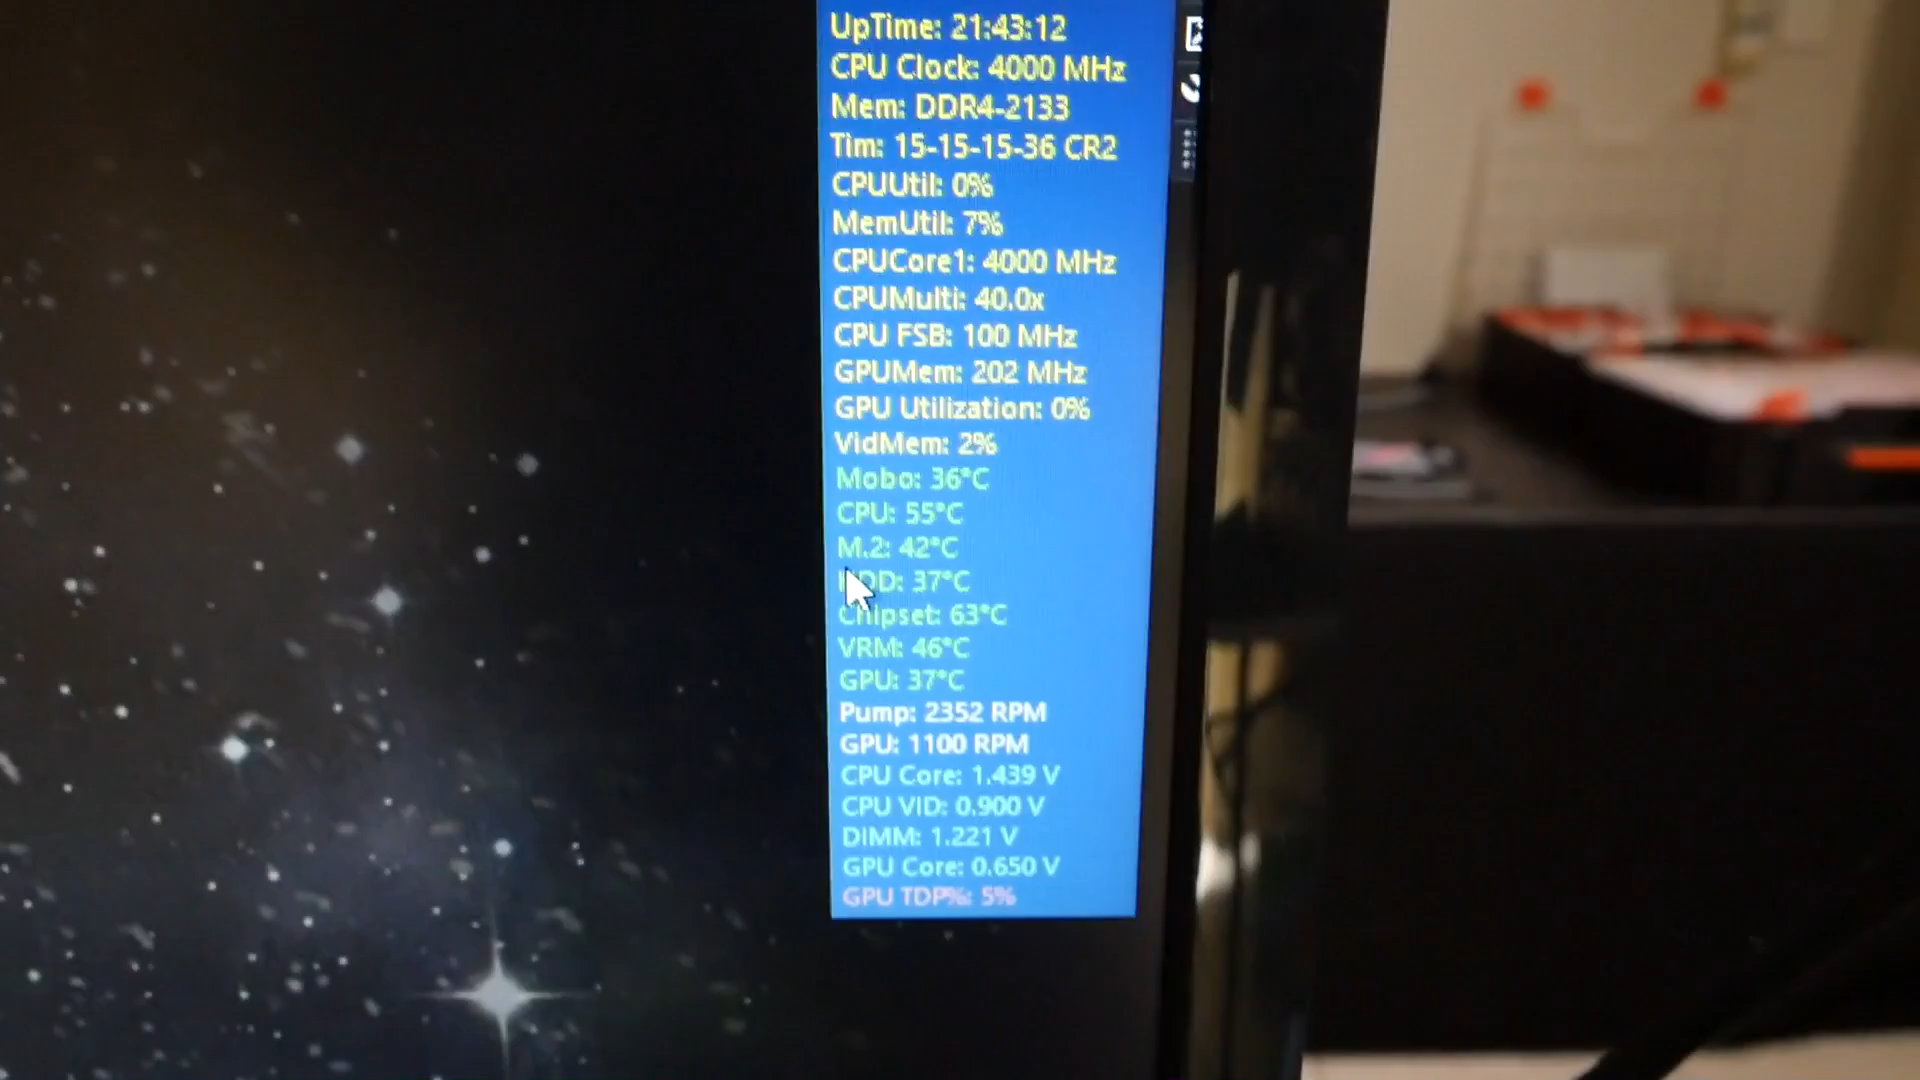 UpTime: 21:43:12
CPU Clock: 4000 MHz
Mem: DDR4-2133
Tim: 15-15-15-36 CR2
CPUUtil: 0%
MemUtil: 7%
CPUCore1: 4000 MHz
CPUMulti: 40.0x
CPU FSB: 100 MHz
GPUMem: 202 MHz
GPU Utilization: 0%
VidMem: 2%
Mobo: 36°C
CPU: 55°C
M.2: 42°C
HDD: 37°C
Chipset: 63°C
VRM: 46°C
GPU: 37°C
Pump: 2352 RPM
GPU: 1100 RPM
CPU Core: 1.439 V
CPU VID: 0.900 V
DIMM: 1.221 V
GPU Core: 0.650 V
GPU TDP%: 5%